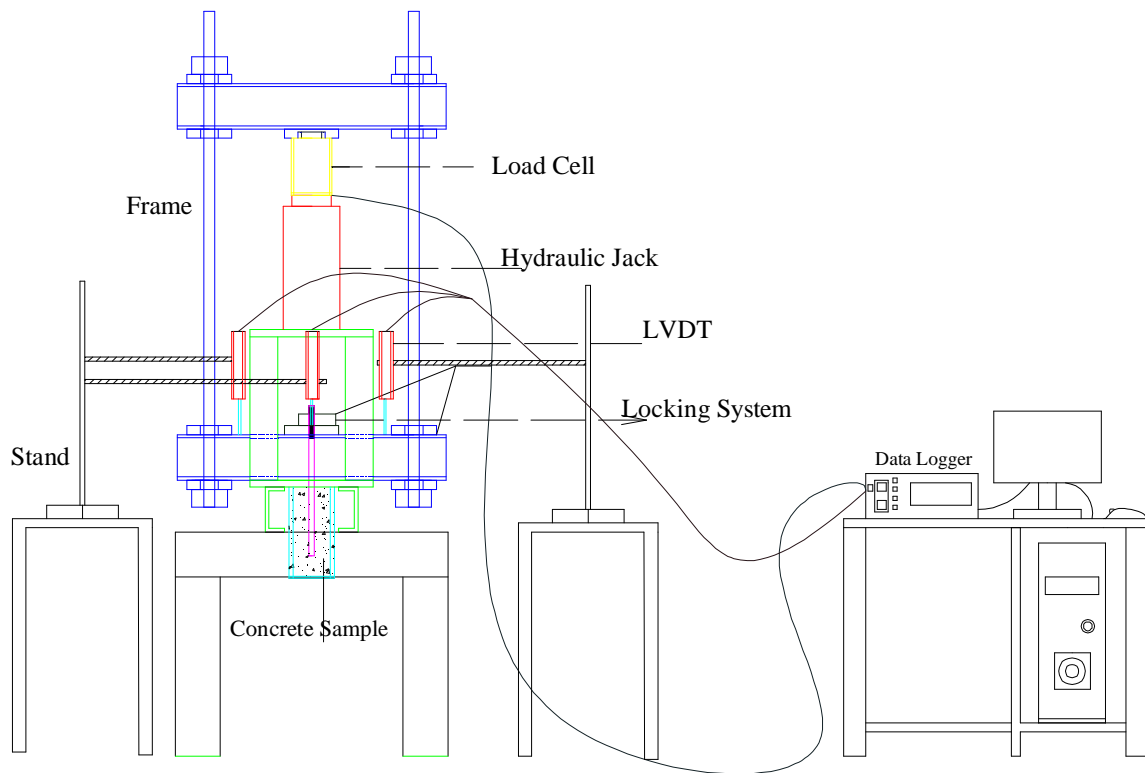 Load Cell
Frame
Hydraulic Jack
LVDT
Locking System
Stand
Data Logger
Concrete Sample